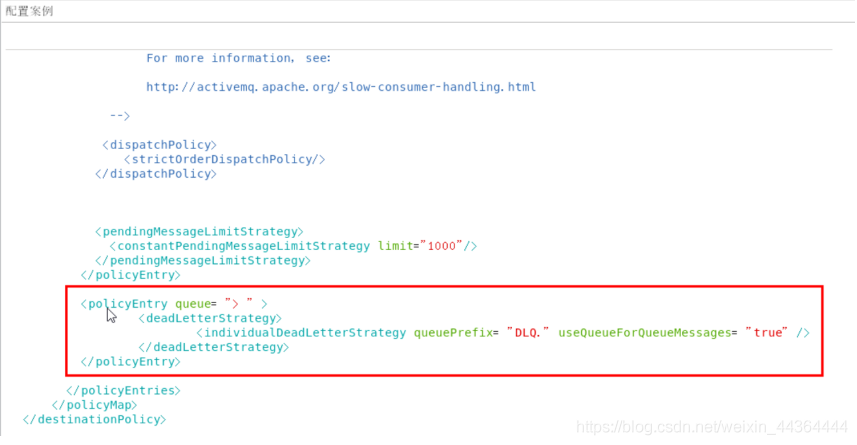 配置案例
For more information, see:
http://activemq.apache.org/slow-consumer-handling.html
-->
<dispatchPolicy>
<strictOrderDispatchPolicy/>
</dispatchPolicy>
<pendingMessageLimitStrategy>
<constantPendingMessageLimitStrategy limit="1000"/>
</pendingMessageLimitStrategy>
</policyEntry>
<policyEntry queue= "> " >
<deadLetterStrategy>
<individualDeadLetterStrategy queuePrefix= "DLQ." useQueueForQueueMessages= "true" />
</deadLetterStrategy>
</policyEntry>
</policyEntries>
</policyMap>
</destinationPolicy>
https://blog.csdn.net/weixin_44364444